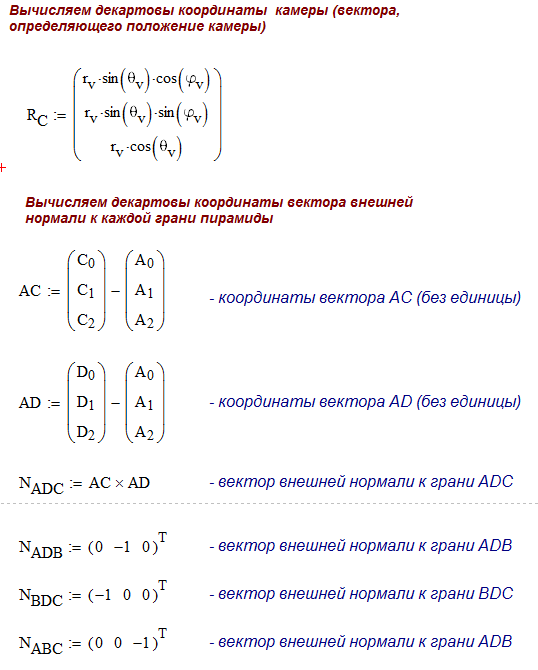 Вычисляем декартовы координаты  камеры (вектора,
определяющего положение камеры)
R_C := (r_v·sin(θ_v)·cos(φ_v)
r_v·sin(θ_v)·sin(φ_v)
r_v·cos(θ_v))
Вычисляем декартовы координаты вектора внешней
нормали к каждой грани пирамиды
AC := (C_0 C_1 C_2) − (A_0 A_1 A_2) - координаты вектора AC (без единицы)
AD := (D_0 D_1 D_2) − (A_0 A_1 A_2) - координаты вектора AD (без единицы)
N_ADC := AC × AD - вектор внешней нормали к грани ADC
N_ADB := (0 −1 0)^T - вектор внешней нормали к грани ADB
N_BDC := (−1 0 0)^T - вектор внешней нормали к грани BDC
N_ABC := (0 0 −1)^T - вектор внешней нормали к грани ADB